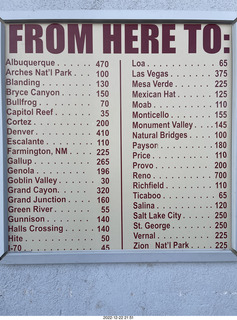 FROM HERE TO:
Albuquerque . . . . . . 470
Arches Nat'l Park . . . 100
Blanding . . . . . . . . 130
Bryce Canyon . . . . . 150
Bullfrog . . . . . . . . 70
Capitol Reef . . . . . . 35
Cortez . . . . . . . . . 200
Denver . . . . . . . . . 410
Escalante . . . . . . . 110
Farmington, NM . . . . 225
Gallup . . . . . . . . . 265
Genola . . . . . . . . . 196
Goblin Valley . . . . . 30
Grand Cayon. . . . . . 320
Grand Junction . . . . 160
Green River . . . . . . 55
Gunnison . . . . . . . . 140
Halls Crossing . . . . . 140
Hite . . . . . . . . . . 50
I-70 . . . . . . . . . . 45
Loa . . . . . . . . . . 65
Las Vegas . . . . . . . 375
Mesa Verde . . . . . . 225
Mexican Hat . . . . . . 125
Moab . . . . . . . . . . 110
Monticello . . . . . . . 155
Monument Valley . . . 145
Natural Bridges . . . . 100
Payson . . . . . . . . . 180
Price . . . . . . . . . . 110
Provo . . . . . . . . . 200
Reno . . . . . . . . . . 700
Richfield . . . . . . . . 110
Ticaboo . . . . . . . . 65
Salina . . . . . . . . . 120
Salt Lake City . . . . . 250
St. George . . . . . . . 250
Vernal . . . . . . . . . 225
Zion Nat'l Park . . . . 225
2022-12-22 21:51